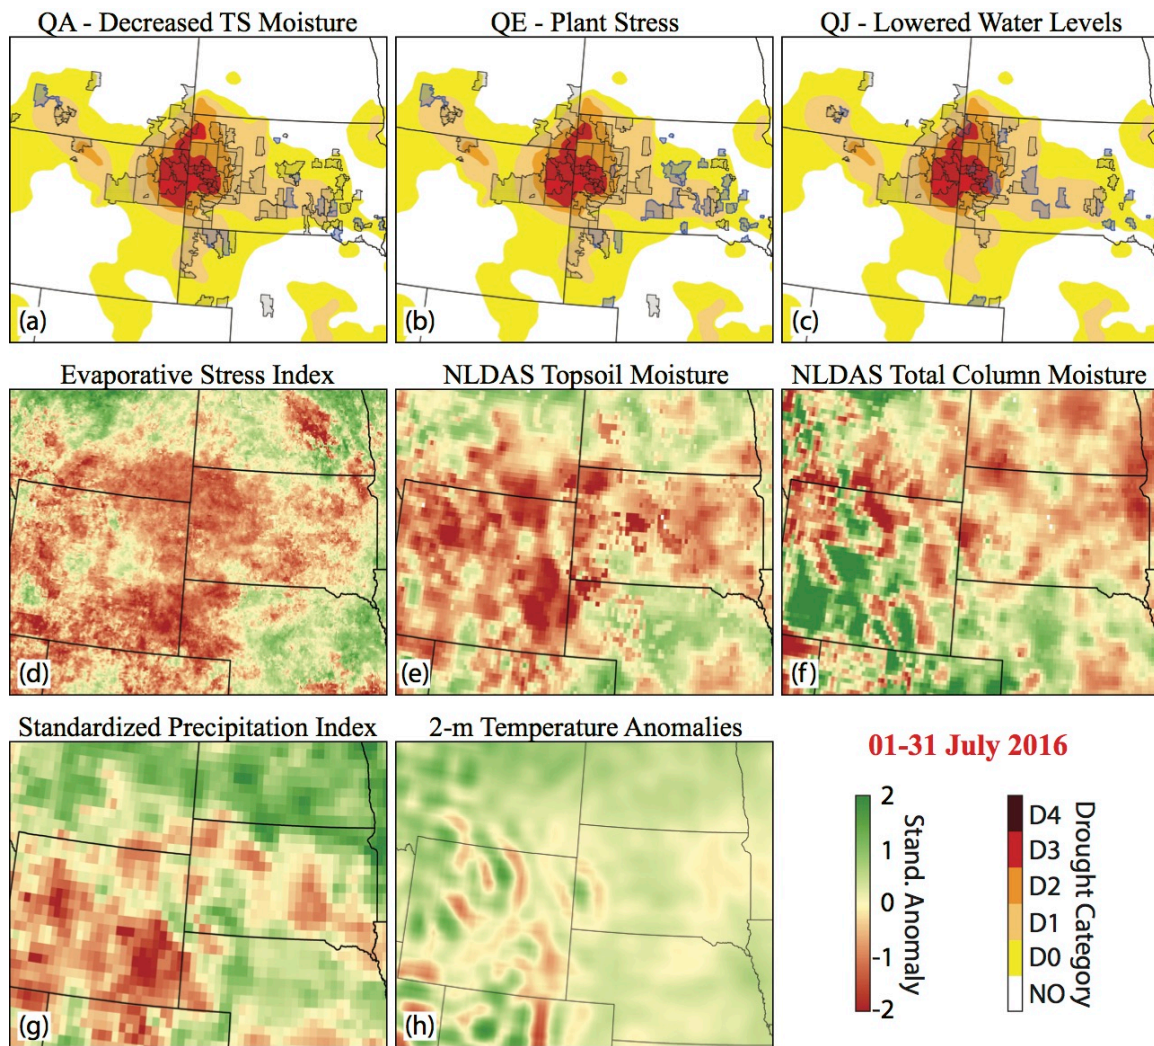 QA - Decreased TS Moisture
QE - Plant Stress
QJ - Lowered Water Levels
(a)
(b)
(c)
Evaporative Stress Index
NLDAS Topsoil Moisture
NLDAS Total Column Moisture
(d)
(e)
(f)
Standardized Precipitation Index
2-m Temperature Anomalies
(g)
(h)
01-31 July 2016
2
1
0
-1
-2
Stand. Anomaly
D4
D3
D2
D1
D0
NO
Drought Category